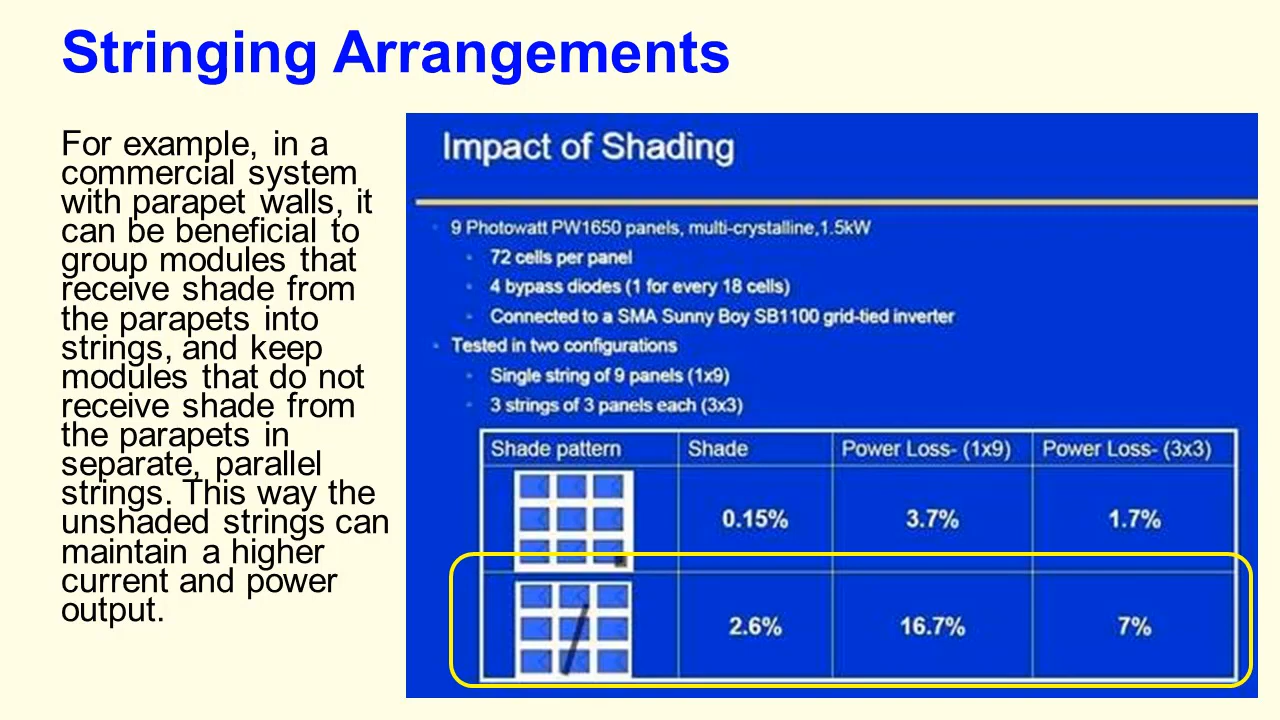 Stringing Arrangements
For example, in a
commercial system
with parapet walls, it
can be beneficial to
group modules that
receive shade from
the parapets into
strings, and keep
modules that do not
receive shade from
the parapets in
separate, parallel
strings. This way the
unshaded strings can
maintain a higher
current and power
output.
Impact of Shading
9 Photowatt PW1650 panels, multi-crystalline,1.5kW
72 cells per panel
4 bypass diodes (1 for every 18 cells)
Connected to a SMA Sunny Boy SB1100 grid-tied inverter
Tested in two configurations
Single string of 9 panels (1x9)
3 strings of 3 panels each (3x3)
Shade pattern Shade Power Loss- (1x9) Power Loss- (3x3)
0.15% 3.7% 1.7%
2.6% 16.7% 7%